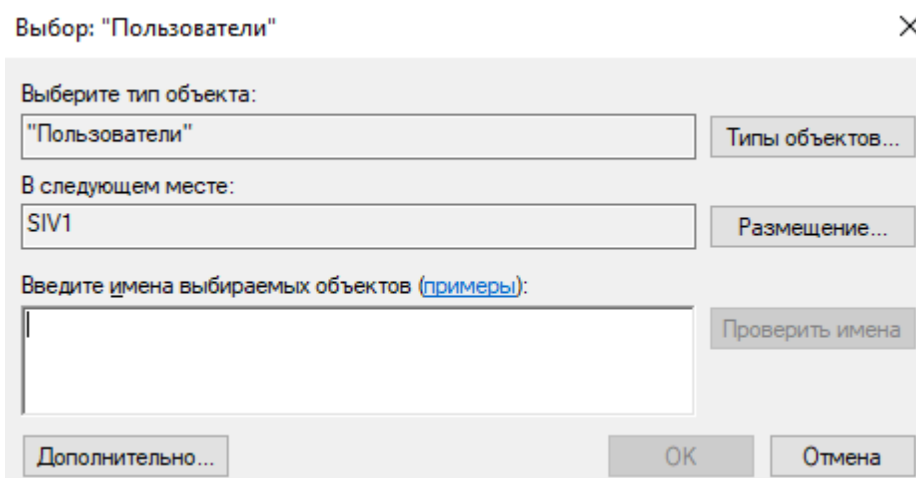 Выбор: "Пользователи"
Выберите тип объекта:
"Пользователи"
Типы объектов...
В следующем месте:
SIV1
Размещение...
Введите имена выбираемых объектов (примеры):
Проверить имена
Дополнительно...
OK
Отмена